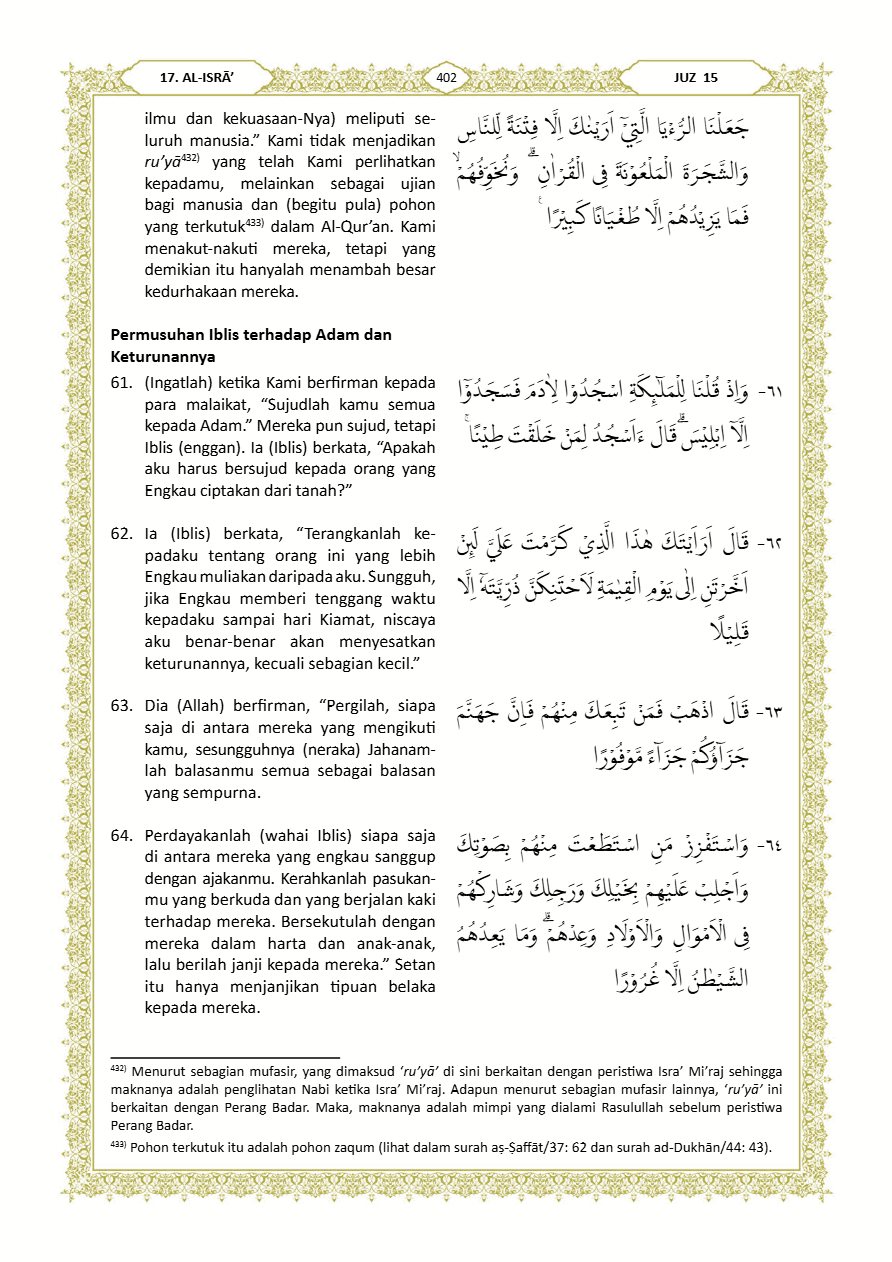 17. AL-ISRĀ’
402
JUZ 15
ilmu dan kekuasaan-Nya) meliputi se-
luruh manusia.” Kami tidak menjadikan
ru’yā432) yang telah Kami perlihatkan
kepadamu, melainkan sebagai ujian
bagi manusia dan (begitu pula) pohon
yang terkutuk433) dalam Al-Qur’an. Kami
menakut-nakuti mereka, tetapi yang
demikian itu hanyalah menambah besar
kedurhakaan mereka.
جَعَلْنَا الرُّءْيَا الَّتِيْٓ اَرَيْنٰكَ اِلَّا فِتْنَةً لِّلنَّاسِ
وَالشَّجَرَةَ الْمَلْعُوْنَةَ فِى الْقُرْاٰنِ ۗ وَنُخَوِّفُهُمْۙ
فَمَا يَزِيْدُهُمْ اِلَّا طُغْيَانًا كَبِيْرًا ࣖ
Permusuhan Iblis terhadap Adam dan
Keturunannya
61. (Ingatlah) ketika Kami berfirman kepada
para malaikat, “Sujudlah kamu semua
kepada Adam.” Mereka pun sujud, tetapi
Iblis (enggan). Ia (Iblis) berkata, “Apakah
aku harus bersujud kepada orang yang
Engkau ciptakan dari tanah?”
٦١- وَاِذْ قُلْنَا لِلْمَلٰۤىِٕكَةِ اسْجُدُوْا لِاٰدَمَ فَسَجَدُوْٓا
اِلَّآ اِبْلِيْسَۗ قَالَ ءَاَسْجُدُ لِمَنْ خَلَقْتَ طِيْنًاۚ
62. Ia (Iblis) berkata, “Terangkanlah ke-
padaku tentang orang ini yang lebih
Engkau muliakan daripada aku. Sungguh,
jika Engkau memberi tenggang waktu
kepadaku sampai hari Kiamat, niscaya
aku benar-benar akan menyesatkan
keturunannya, kecuali sebagian kecil.”
٦٢- قَالَ اَرَاَيْتَكَ هٰذَا الَّذِيْ كَرَّمْتَ عَلَيَّ لَىِٕنْ
اَخَّرْتَنِ اِلٰى يَوْمِ الْقِيٰمَةِ لَاَحْتَنِكَنَّ ذُرِّيَّتَهٗٓ اِلَّا
قَلِيْلًا
63. Dia (Allah) berfirman, “Pergilah, siapa
saja di antara mereka yang mengikuti
kamu, sesungguhnya (neraka) Jahanam-
lah balasanmu semua sebagai balasan
yang sempurna.
٦٣- قَالَ اذْهَبْ فَمَنْ تَبِعَكَ مِنْهُمْ فَاِنَّ جَهَنَّمَ
جَزَاۤؤُكُمْ جَزَاۤءً مَّوْفُوْرًا
64. Perdayakanlah (wahai Iblis) siapa saja
di antara mereka yang engkau sanggup
dengan ajakanmu. Kerahkanlah pasukan-
mu yang berkuda dan yang berjalan kaki
terhadap mereka. Bersekutulah dengan
mereka dalam harta dan anak-anak,
lalu berilah janji kepada mereka.” Setan
itu hanya menjanjikan tipuan belaka
kepada mereka.
٦٤- وَاسْتَفْزِزْ مَنِ اسْتَطَعْتَ مِنْهُمْ بِصَوْتِكَ
وَاَجْلِبْ عَلَيْهِمْ بِخَيْلِكَ وَرَجِلِكَ وَشَارِكْهُمْ
فِى الْاَمْوَالِ وَالْاَوْلَادِ وَعِدْهُمْۗ وَمَا يَعِدُهُمُ
الشَّيْطٰنُ اِلَّا غُرُوْرًا
432) Menurut sebagian mufasir, yang dimaksud ‘ru’yā’ di sini berkaitan dengan peristiwa Isra’ Mi’raj sehingga
maknanya adalah penglihatan Nabi ketika Isra’ Mi’raj. Adapun menurut sebagian mufasir lainnya, ‘ru’yā’ ini
berkaitan dengan Perang Badar. Maka, maknanya adalah mimpi yang dialami Rasulullah sebelum peristiwa
Perang Badar.
433) Pohon terkutuk itu adalah pohon zaqum (lihat dalam surah aṣ-Ṣaffāt/37: 62 dan surah ad-Dukhān/44: 43).